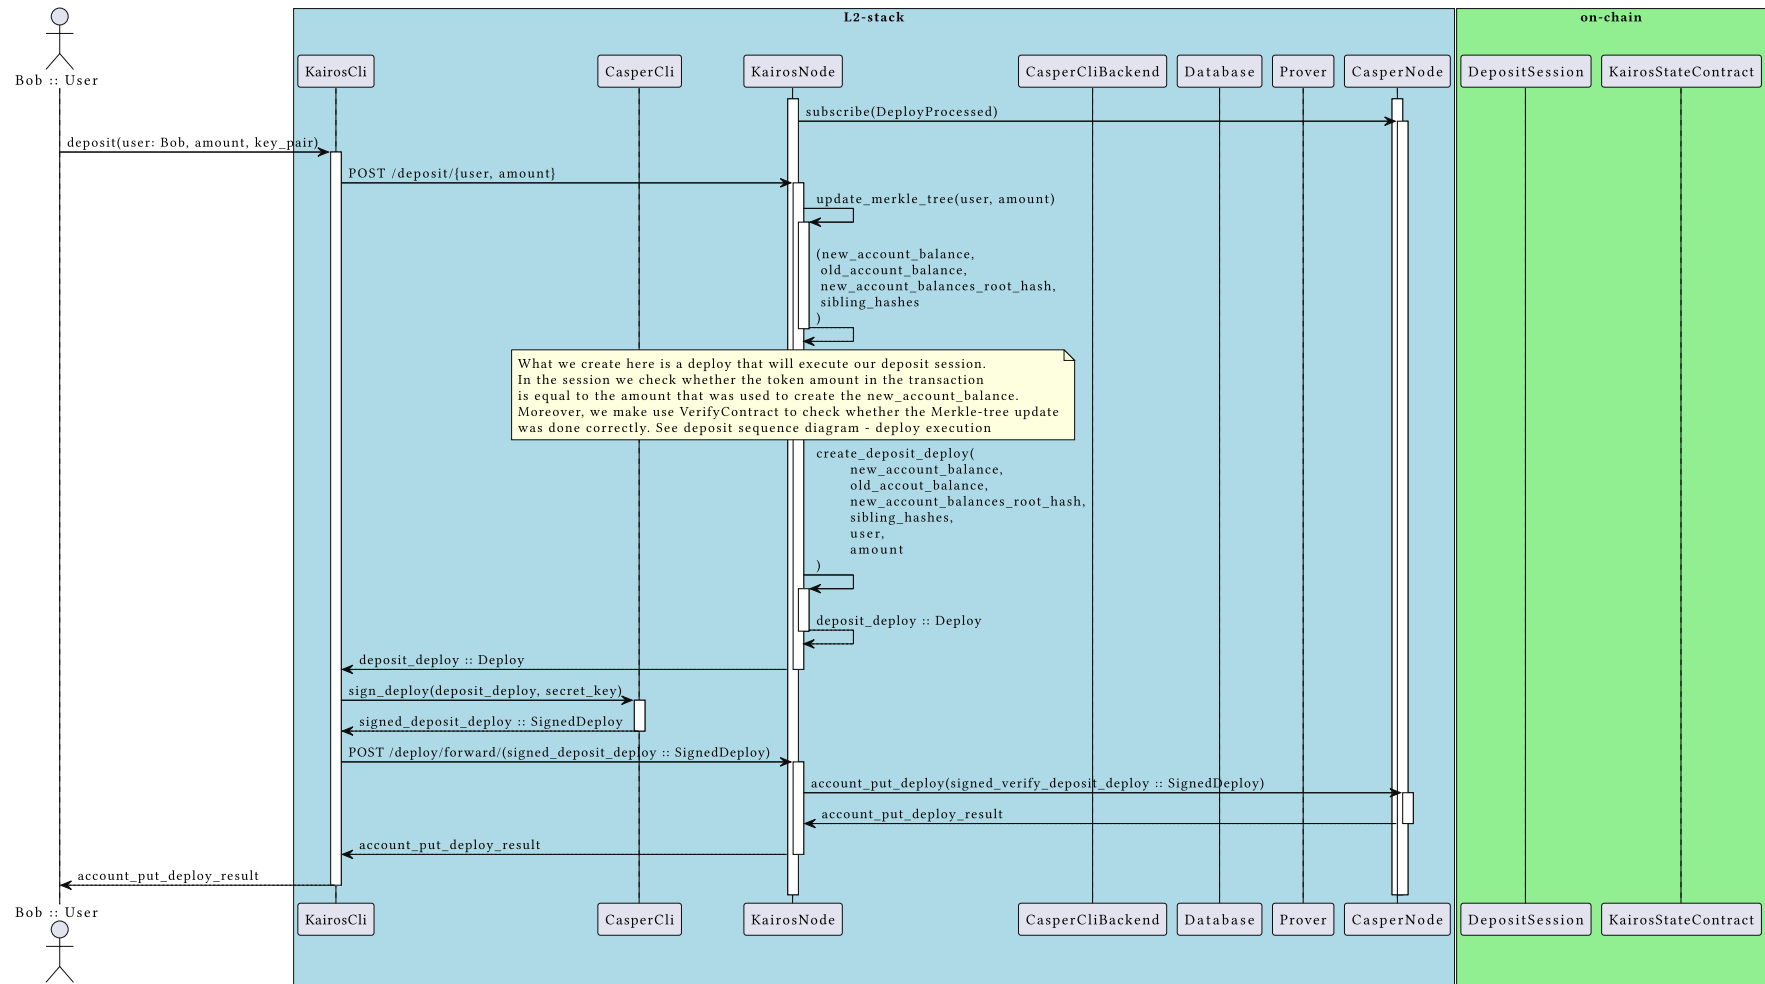 L2-stack
on-chain
Bob :: User
KairosCli
CasperCli
KairosNode
CasperCliBackend
Database
Prover
CasperNode
DepositSession
KairosStateContract
subscribe(DeployProcessed)
deposit(user: Bob, amount, key_pair)
POST /deposit/{user, amount}
update_merkle_tree(user, amount)
(new_account_balance,
old_account_balance,
new_account_balances_root_hash,
sibling_hashes
)
What we create here is a deploy that will execute our deposit session.
In the session we check whether the token amount in the transaction
is equal to the amount that was used to create the new_account_balance.
Moreover, we make use VerifyContract to check whether the Merkle-tree update
was done correctly. See deposit sequence diagram - deploy execution
create_deposit_deploy(
new_account_balance,
old_accout_balance,
new_account_balances_root_hash,
sibling_hashes,
user,
amount
)
deposit_deploy :: Deploy
deposit_deploy :: Deploy
sign_deploy(deposit_deploy, secret_key)
signed_deposit_deploy :: SignedDeploy
POST /deploy/forward/(signed_deposit_deploy :: SignedDeploy)
account_put_deploy(signed_verify_deposit_deploy :: SignedDeploy)
account_put_deploy_result
account_put_deploy_result
account_put_deploy_result
Bob :: User
KairosCli
CasperCli
KairosNode
CasperCliBackend
Database
Prover
CasperNode
DepositSession
KairosStateContract